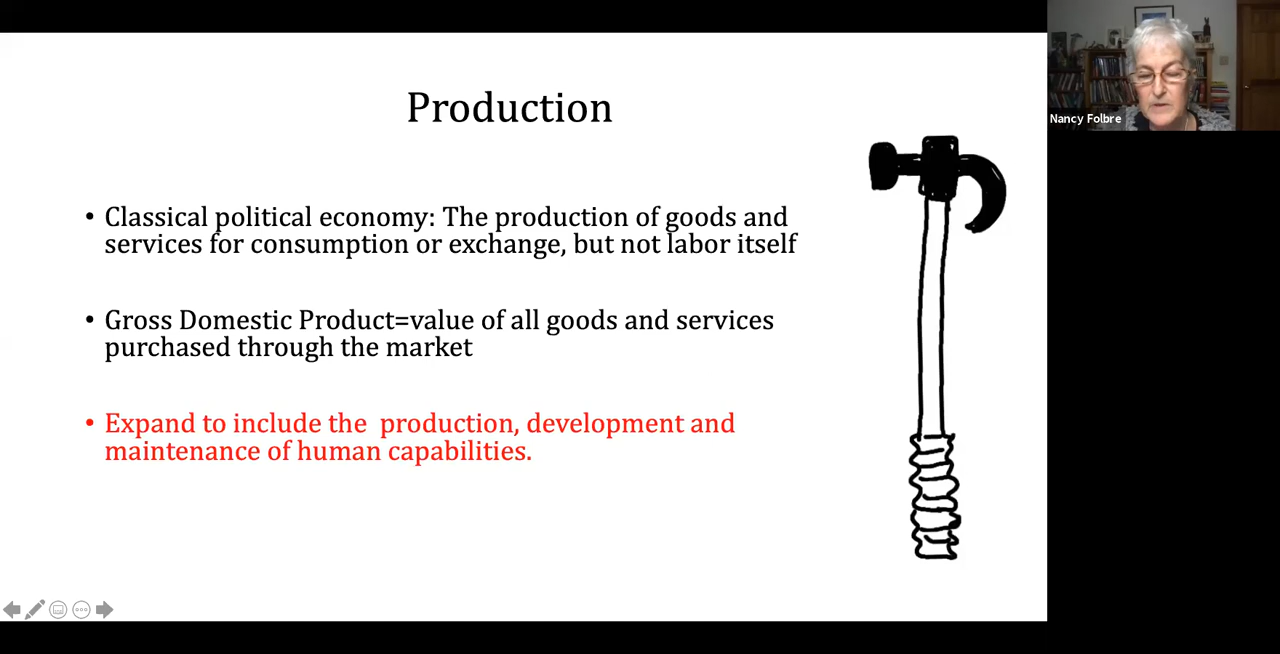 Production
• Classical political economy: The production of goods and
services for consumption or exchange, but not labor itself
• Gross Domestic Product=value of all goods and services
purchased through the market
• Expand to include the  production, development and
maintenance of human capabilities.
Nancy Folbre